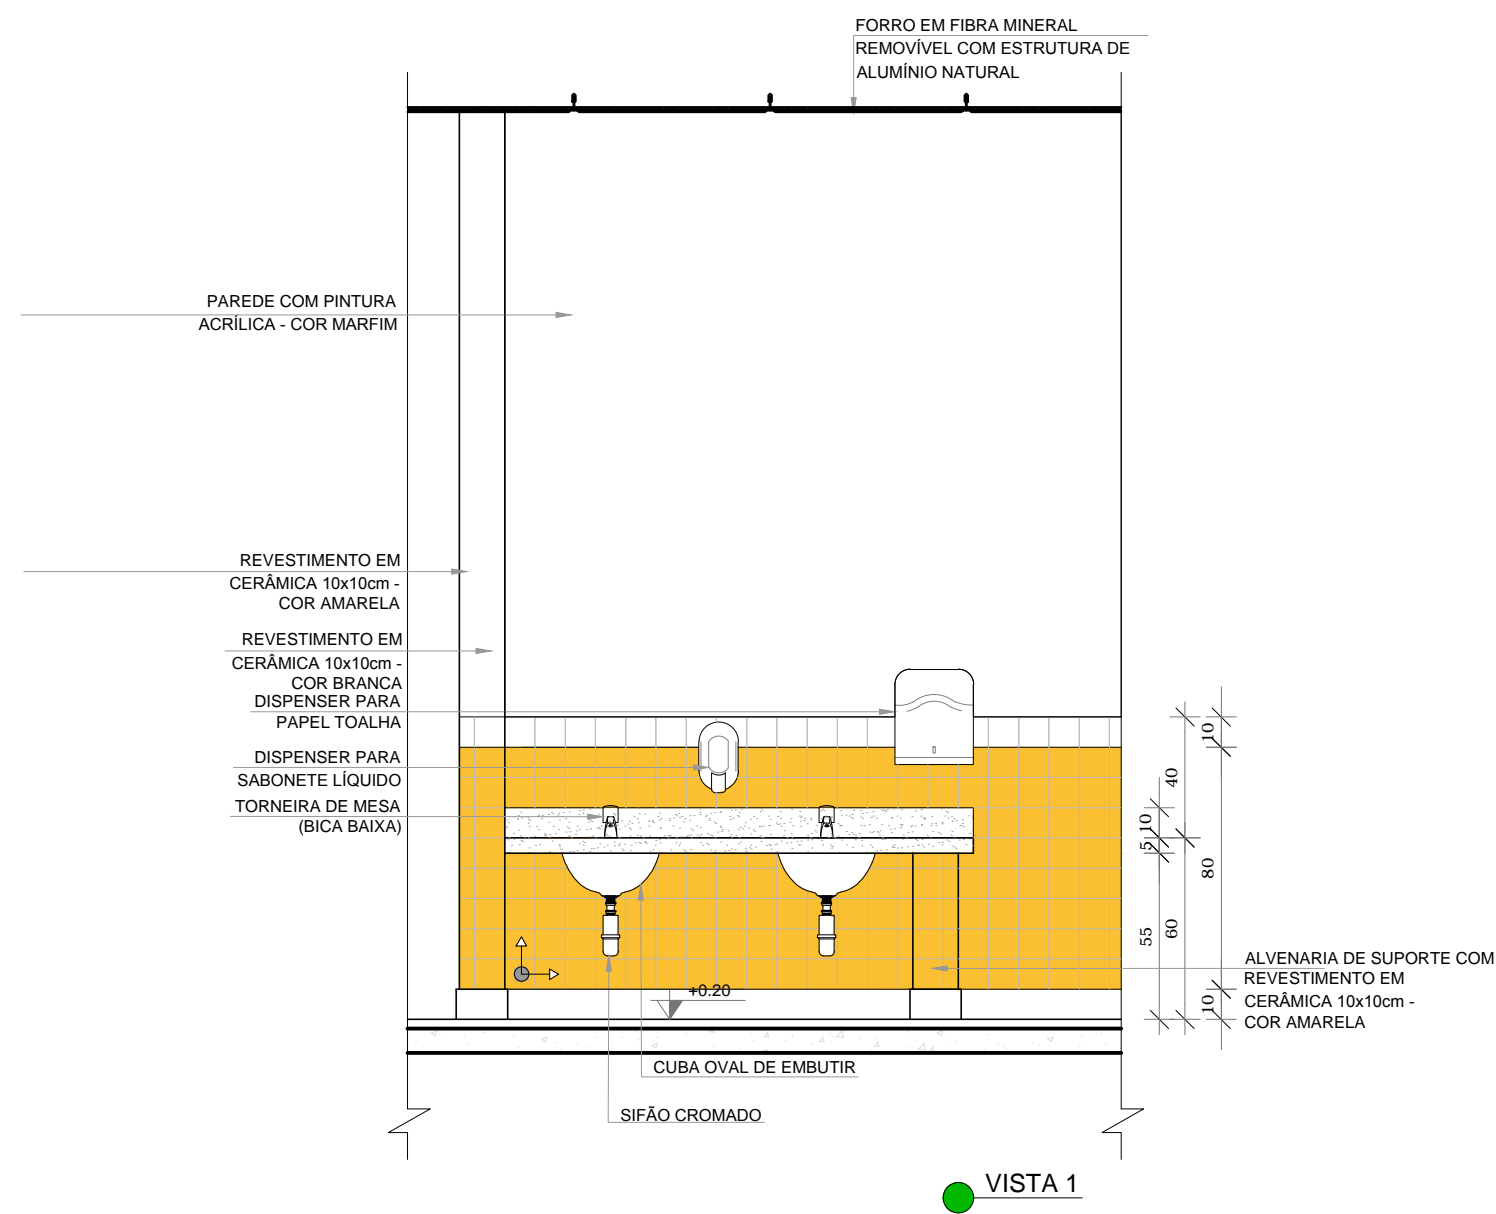 FORRO EM FIBRA MINERAL
REMOVÍVEL COM ESTRUTURA DE
ALUMÍNIO NATURAL
PAREDE COM PINTURA
ACRÍLICA - COR MARFIM
REVESTIMENTO EM
CERÂMICA 10x10cm -
COR AMARELA
REVESTIMENTO EM
CERÂMICA 10x10cm -
COR BRANCA
DISPENSER PARA
PAPEL TOALHA
DISPENSER PARA
SABONETE LÍQUIDO
TORNEIRA DE MESA
(BICA BAIXA)
10
40
10
5
80
55
60
10
+0.20
ALVENARIA DE SUPORTE COM
REVESTIMENTO EM
CERÂMICA 10x10cm -
COR AMARELA
CUBA OVAL DE EMBUTIR
SIFÃO CROMADO
VISTA 1